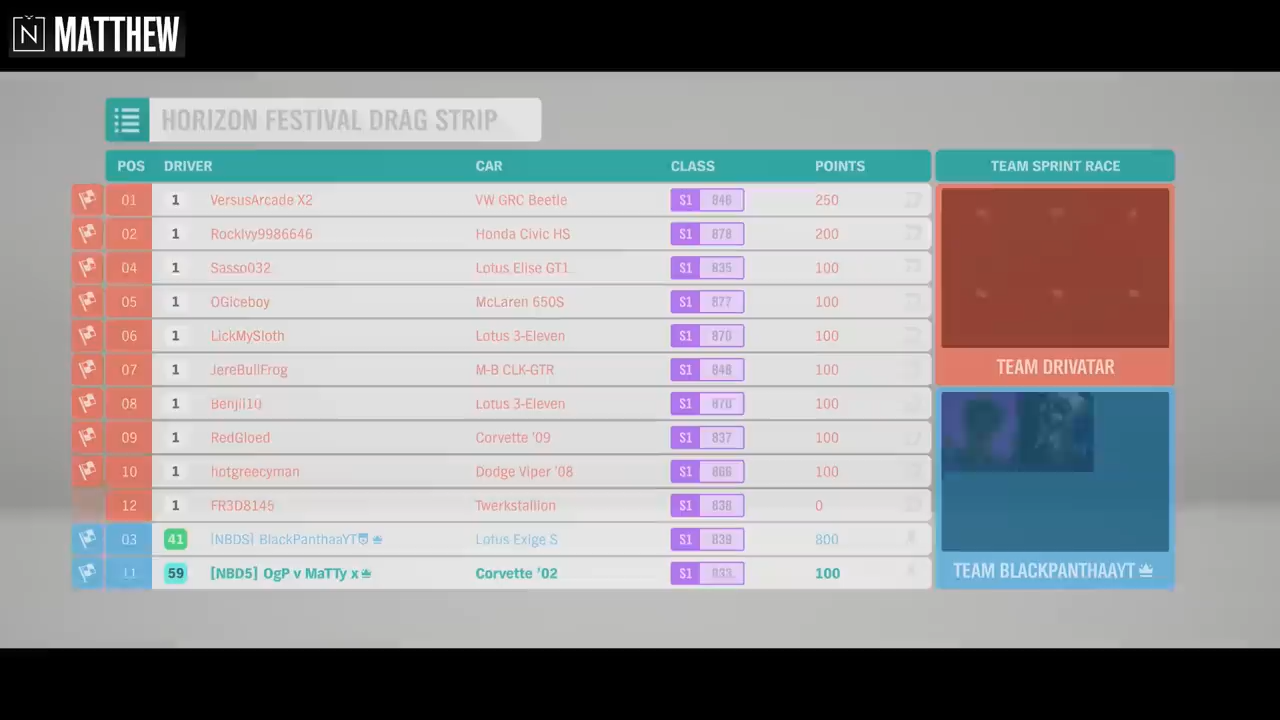 N MATTHEW
HORIZON FESTIVAL DRAG STRIP
POS DRIVER CAR CLASS POINTS TEAM SPRINT RACE
01 1 VersusArcade X2 VW GRC Beetle S1 846 250
02 1 RockIvy9986646 Honda Civic HS S1 878 200
04 1 Sasso032 Lotus Elise GT1 S1 835 100
05 1 OGiceboy McLaren 650S S1 877 100
06 1 LickMySloth Lotus 3-Eleven S1 870 100
07 1 JereBullFrog M-B CLK-GTR S1 848 100
08 1 Benjii10 Lotus 3-Eleven S1 870 100
09 1 RedGloed Corvette '09 S1 837 100
10 1 hotgreecyman Dodge Viper '08 S1 866 100
12 1 FR3D8145 Twerkstallion S1 838 0
03 41 [NBDS] BlackPanthaaYT Lotus Exige S S1 839 800
11 59 [NBD5] OgP v MaTTy x Corvette '02 S1 833 100
TEAM DRIVATAR
TEAM BLACKPANTHAAYT